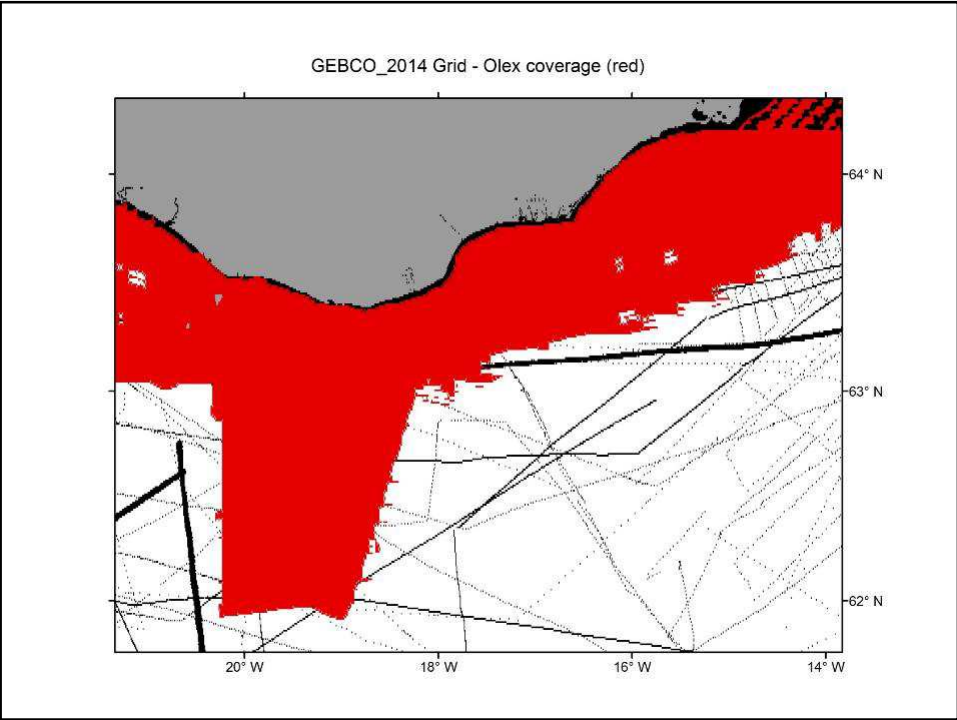 GEBCO_2014 Grid - Olex coverage (red)
64° N
63° N
62° N
20° W
18° W
16° W
14° W